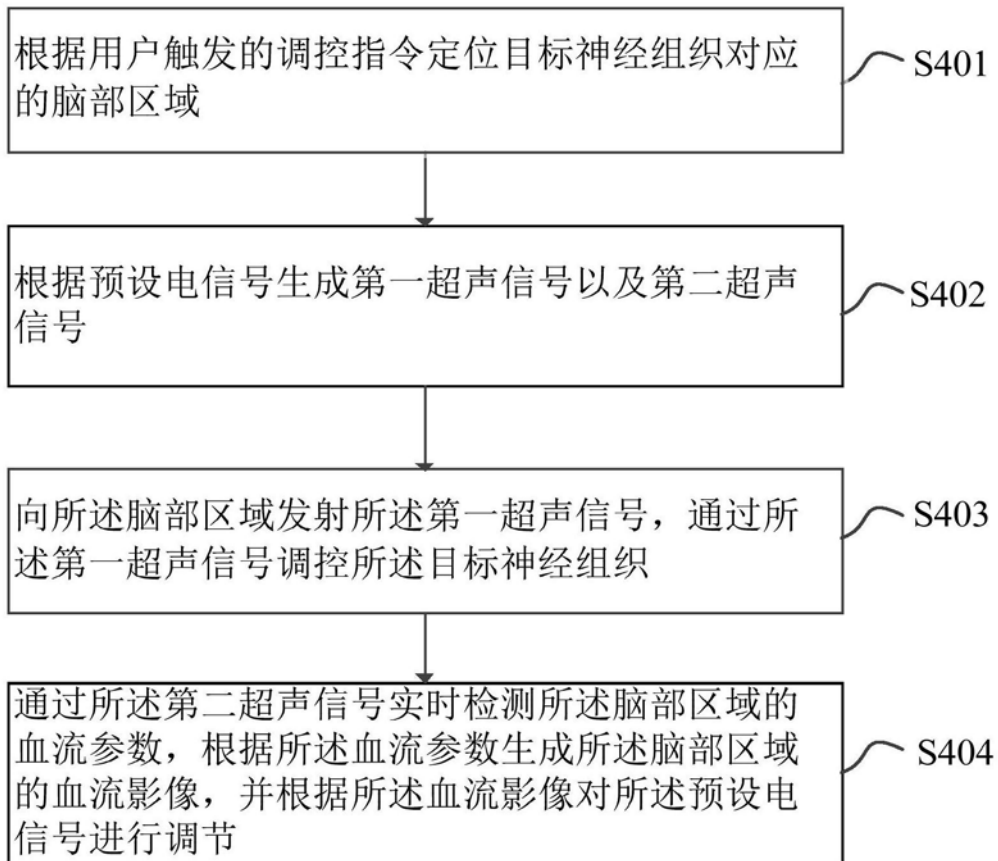 根据用户触发的调控指令定位目标神经组织对应
的脑部区域
S401
根据预设电信号生成第一超声信号以及第二超声
信号
S402
向所述脑部区域发射所述第一超声信号，通过所
述第一超声信号调控所述目标神经组织
S403
通过所述第二超声信号实时检测所述脑部区域的
血流参数，根据所述血流参数生成所述脑部区域
的血流影像，并根据所述血流影像对所述预设电
信号进行调节
S404